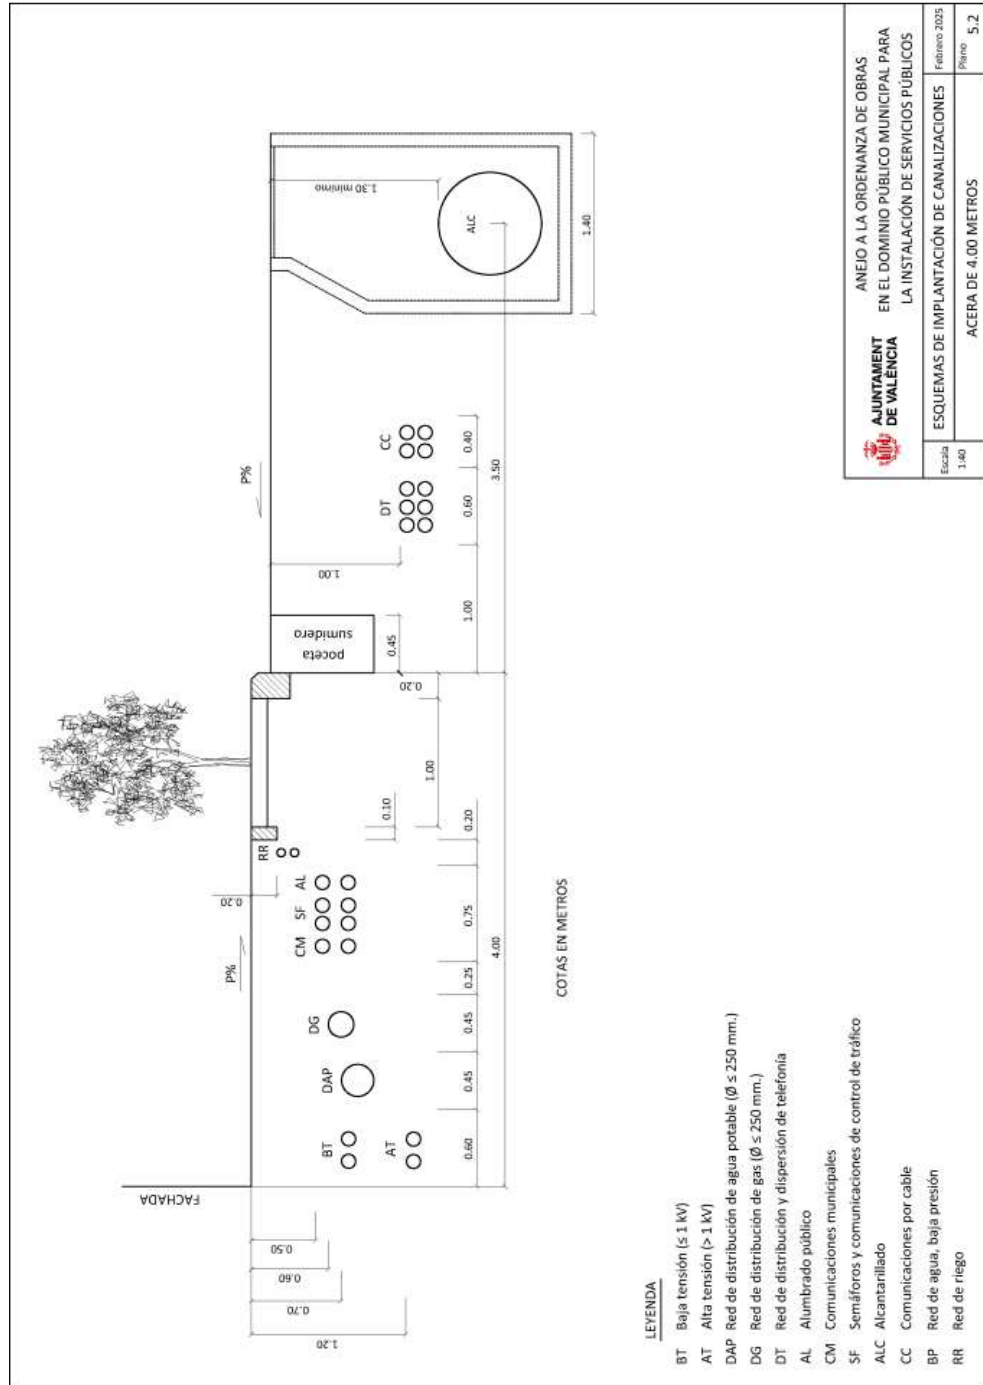 FACHADA
0.50
0.60
0.70
1.20
P%
0.20
BT
AT
DAP
DG
CM
SF
AL
RR
0.60
0.45
0.45
0.25
0.75
0.20
0.10
1.00
0.20
4.00
poceta
sumidero
0.45
P%
1.00
DT
CC
1.00
0.60
0.40
3.50
1.30 mínimo
ALC
1.40
COTAS EN METROS
LEYENDA
BT Baja tensión (≤ 1 kV)
AT Alta tensión (> 1 kV)
DAP Red de distribución de agua potable (Ø ≤ 250 mm.)
DG Red de distribución de gas (Ø ≤ 250 mm.)
DT Red de distribución y dispersión de telefonía
AL Alumbrado público
CM Comunicaciones municipales
SF Semáforos y comunicaciones de control de tráfico
ALC Alcantarillado
CC Comunicaciones por cable
BP Red de agua, baja presión
RR Red de riego
AJUNTAMENT
DE VALÈNCIA
ANEJO A LA ORDENANZA DE OBRAS
EN EL DOMINIO PÚBLICO MUNICIPAL PARA
LA INSTALACIÓN DE SERVICIOS PÚBLICOS
Escala
1:40
ESQUEMAS DE IMPLANTACIÓN DE CANALIZACIONES
Febrero 2025
ACERA DE 4.00 METROS
Plano
5.2